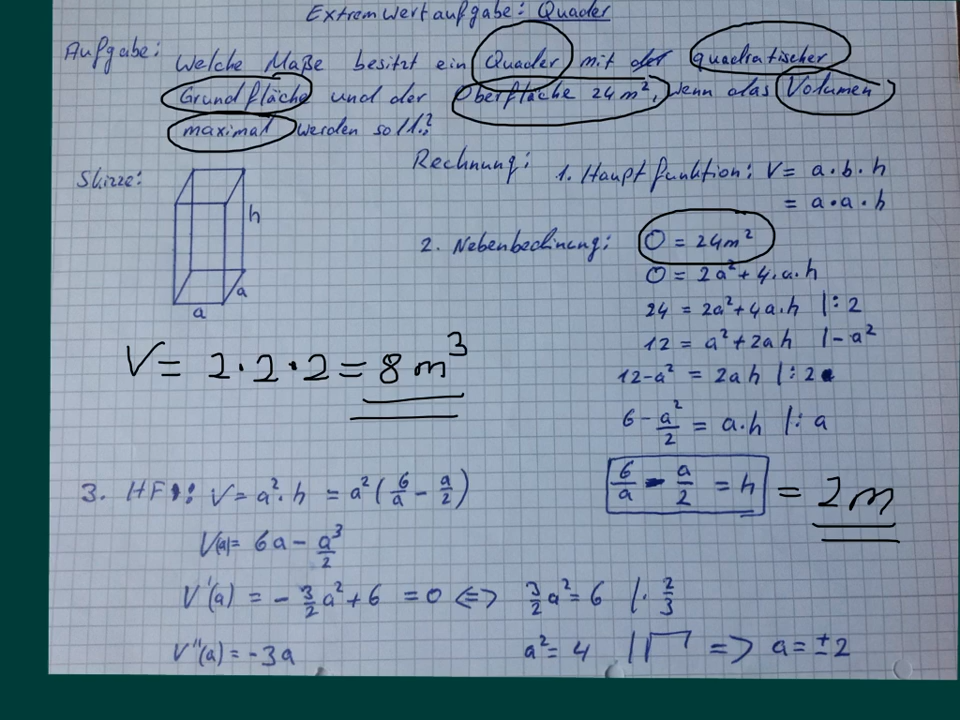 Extremwertaufgabe: Quader
Aufgabe: Welche Maße besitzt ein Quader mit der quadratischer
Grundfläche und der Oberfläche 24 m², wenn das Volumen
maximal werden soll?
Skizze:
h
a
a
Rechnung: 1. Hauptfunktion: V = a·b·h
= a·a·h
2. Nebenbedinung: O = 24m²
O = 2a² + 4·a·h
24 = 2a² + 4a·h |:2
12 = a² + 2ah |-a²
12-a² = 2ah |:2
6 - a²/2 = a·h |:a
6/a - a/2 = h = 2m
V = 2·2·2 = 8 m³
3. HF: V = a²·h = a²(6/a - a/2)
V(a) = 6a - a³/2
V'(a) = -3/2 a² + 6 = 0 <=> 3/2 a² = 6 |·2/3
V''(a) = -3a a² = 4 |√ => a = ±2